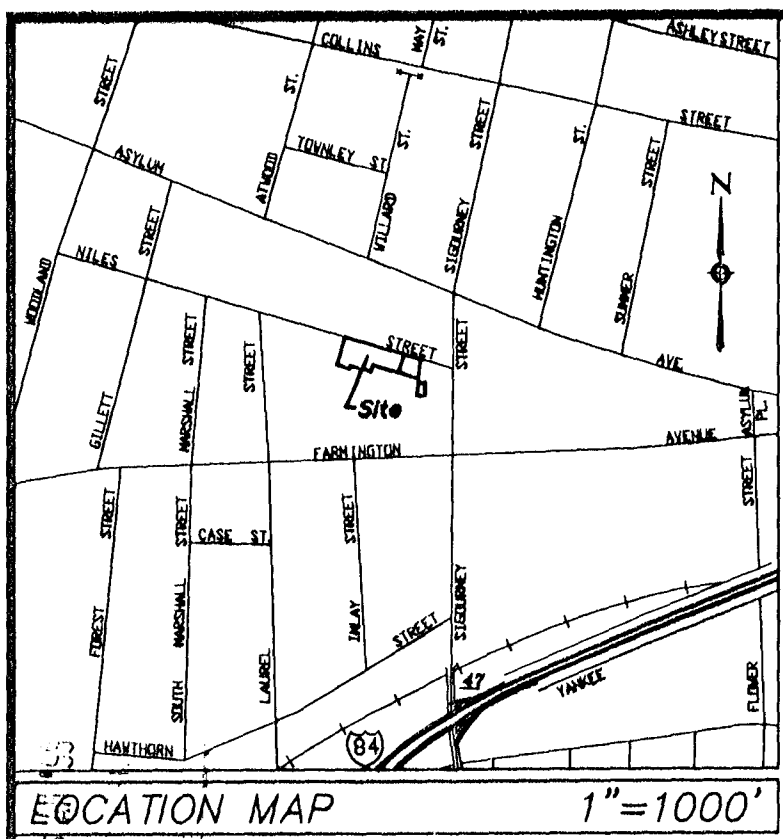 COLLINS
WAY ST.
ASHLEY STREET
STREET
ST.
STREET
TOWNLEY ST.
ST.
STREET
ST.
STREET
ASYLUM
ATWOOD
WILLARD
SIGOURNEY
HUNTINGTON
SUMNER
N
STREET
NILES
WOODLAND
STREET
STREET
STREET
STREET
AVE.
Site
GILLETT
MARSHALL
FARMINGTON
AVENUE
ASYLUM PL.
STREET
STREET
CASE ST.
STREET
STREET
FOREST
SOUTH MARSHALL
LAUREL
IMLAY
STREET
SIGOURNEY
47
YANKEE
FLOWER
HAWTHORN
84
LOCATION MAP 1"=1000'